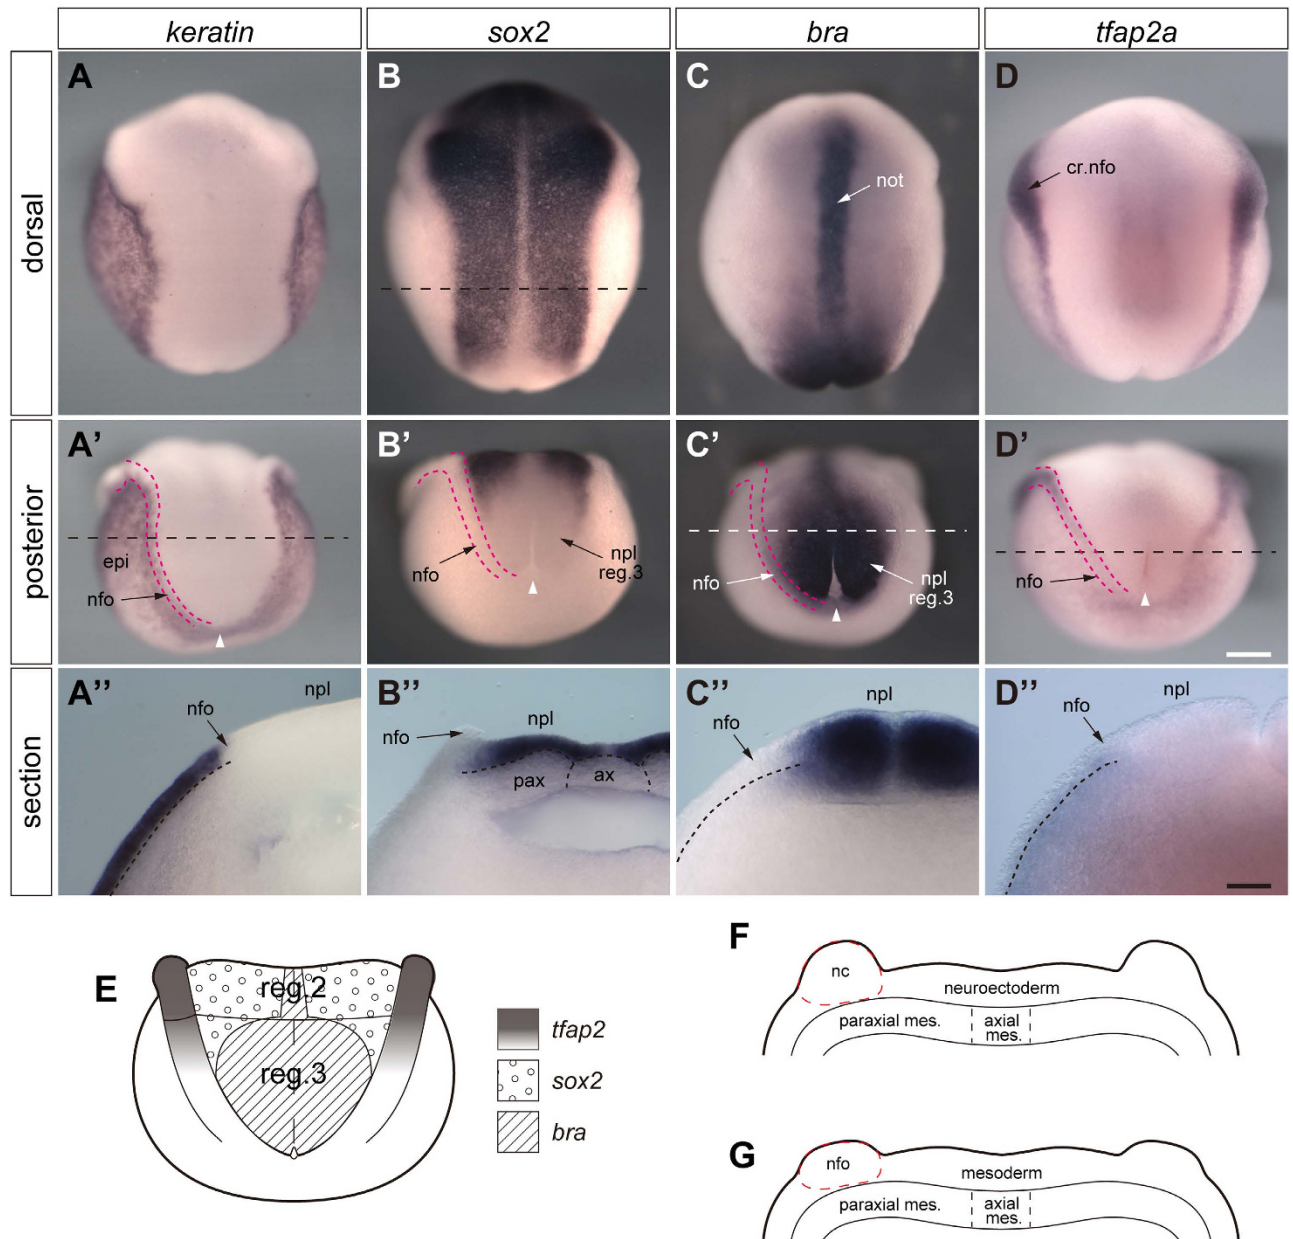 keratin
sox2
bra
tfap2a
dorsal
A
B
C
not
D
cr.nfo
posterior
A’
epi
nfo
B’
nfo
npl
reg.3
C’
nfo
npl
reg.3
D’
nfo
section
A’’
npl
nfo
B’’
npl
nfo
pax
ax
C’’
npl
nfo
D’’
npl
nfo
E
reg.2
reg.3
tfap2
sox2
bra
F
nc
neuroectoderm
paraxial mes.
axial
mes.
G
nfo
mesoderm
paraxial mes.
axial
mes.